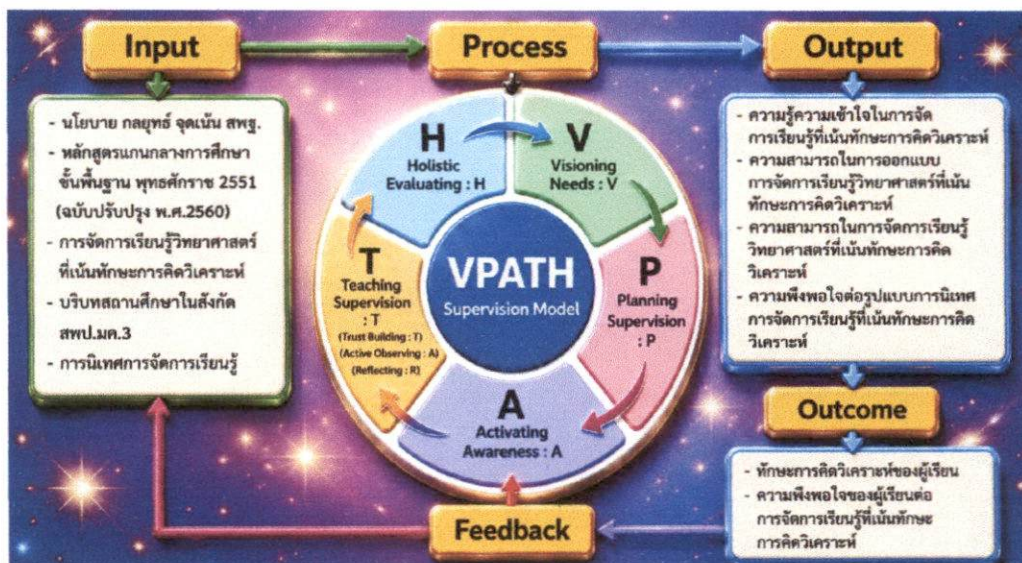 Input
Process
Output
- นโยบาย กลยุทธ์ จุดเน้น สพฐ.
- หลักสูตรแกนกลางการศึกษา
ขั้นพื้นฐาน พุทธศักราช 2551
(ฉบับปรับปรุง พ.ศ.2560)
- การจัดการเรียนรู้วิทยาศาสตร์
ที่เน้นทักษะการคิดวิเคราะห์
- บริบทสถานศึกษาในสังกัด
สพป.มค.3
- การนิเทศการจัดการเรียนรู้
H
Holistic
Evaluating : H
V
Visioning
Needs : V
T
Teaching
Supervision
: T
(Trust Building : T)
(Active Observing : A)
(Reflecting : R)
VPATH
Supervision Model
P
Planning
Supervision
: P
A
Activating
Awareness : A
- ความรู้ความเข้าใจในการจัด
การเรียนรู้ที่เน้นทักษะการคิดวิเคราะห์
- ความสามารถในการออกแบบ
การจัดการเรียนรู้วิทยาศาสตร์ที่เน้น
ทักษะการคิดวิเคราะห์
- ความสามารถในการจัดการเรียนรู้
วิทยาศาสตร์ที่เน้นทักษะการคิด
วิเคราะห์
- ความพึงพอใจต่อรูปแบบการนิเทศ
การจัดการเรียนรู้ที่เน้นทักษะการคิด
วิเคราะห์
Outcome
- ทักษะการคิดวิเคราะห์ของผู้เรียน
- ความพึงพอใจของผู้เรียนต่อ
การจัดการเรียนรู้ที่เน้นทักษะ
การคิดวิเคราะห์
Feedback